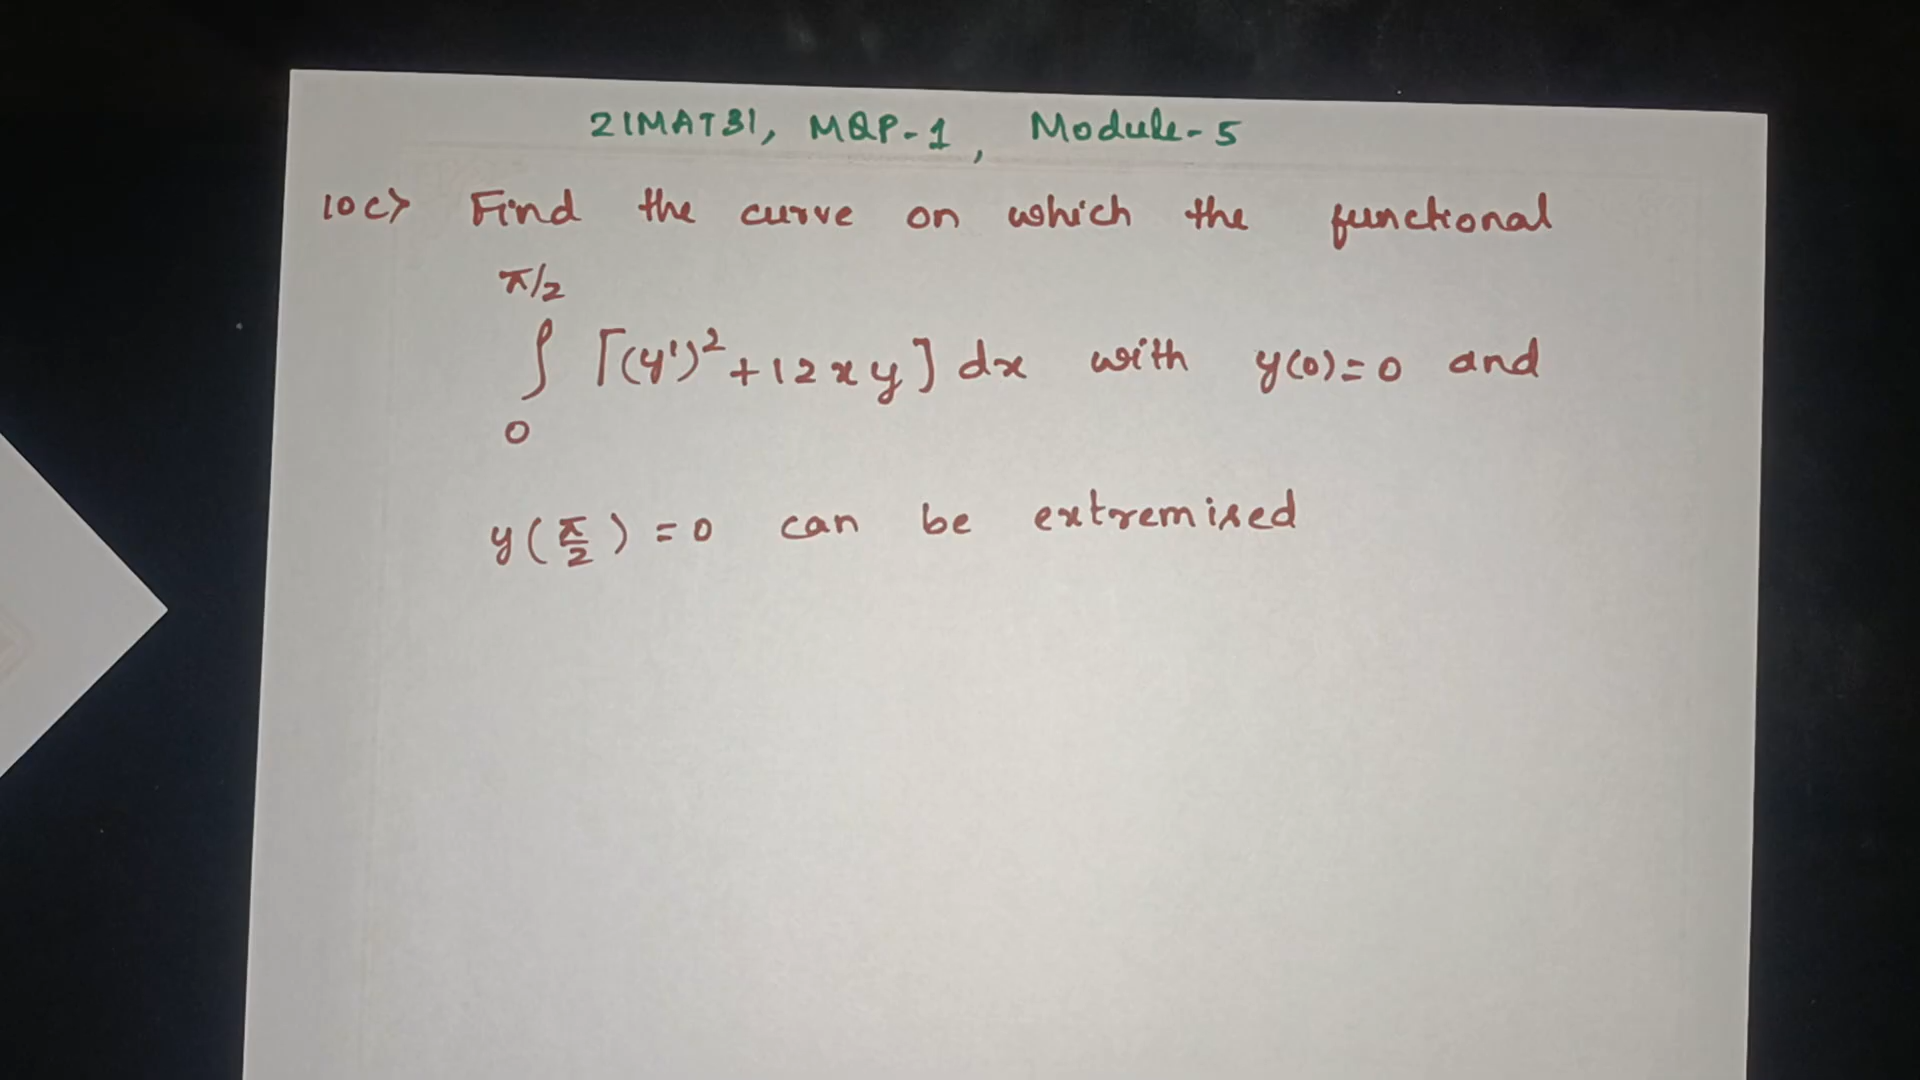 21MAT31, MQP-1, Module-5
10c) Find the curve on which the functional
π/2
∫ [(y')² + 12xy] dx with y(0)=0 and
0
y(π/2) = 0 can be extremised